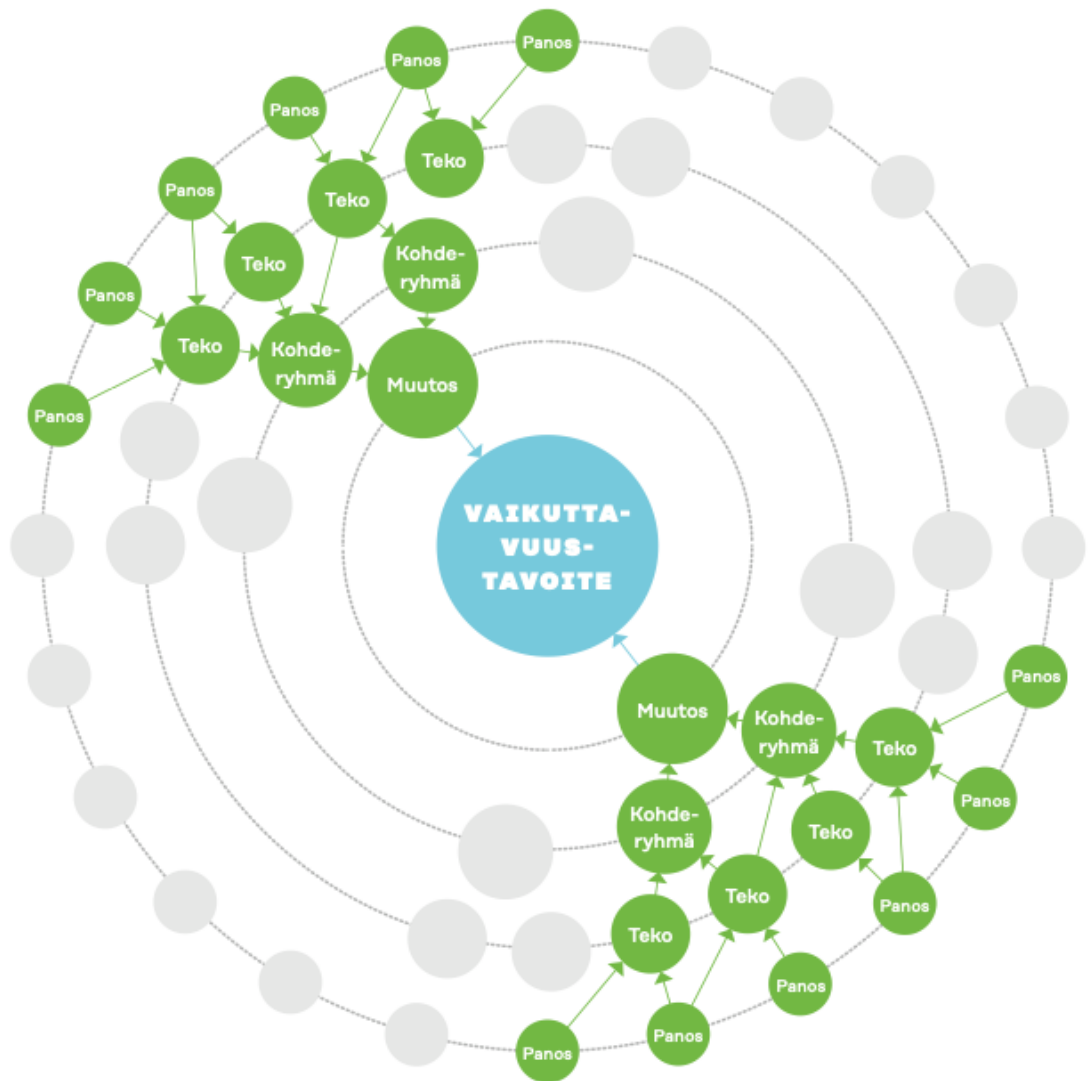 Panos
Panos
Panos
Panos
Panos
Panos
Teko
Teko
Teko
Teko
Kohde-
ryhmä
Kohde-
ryhmä
Muutos
VAIKUTTA-
VUUS-
TAVOITE
Muutos
Kohde-
ryhmä
Kohde-
ryhmä
Teko
Teko
Teko
Teko
Panos
Panos
Panos
Panos
Panos
Panos